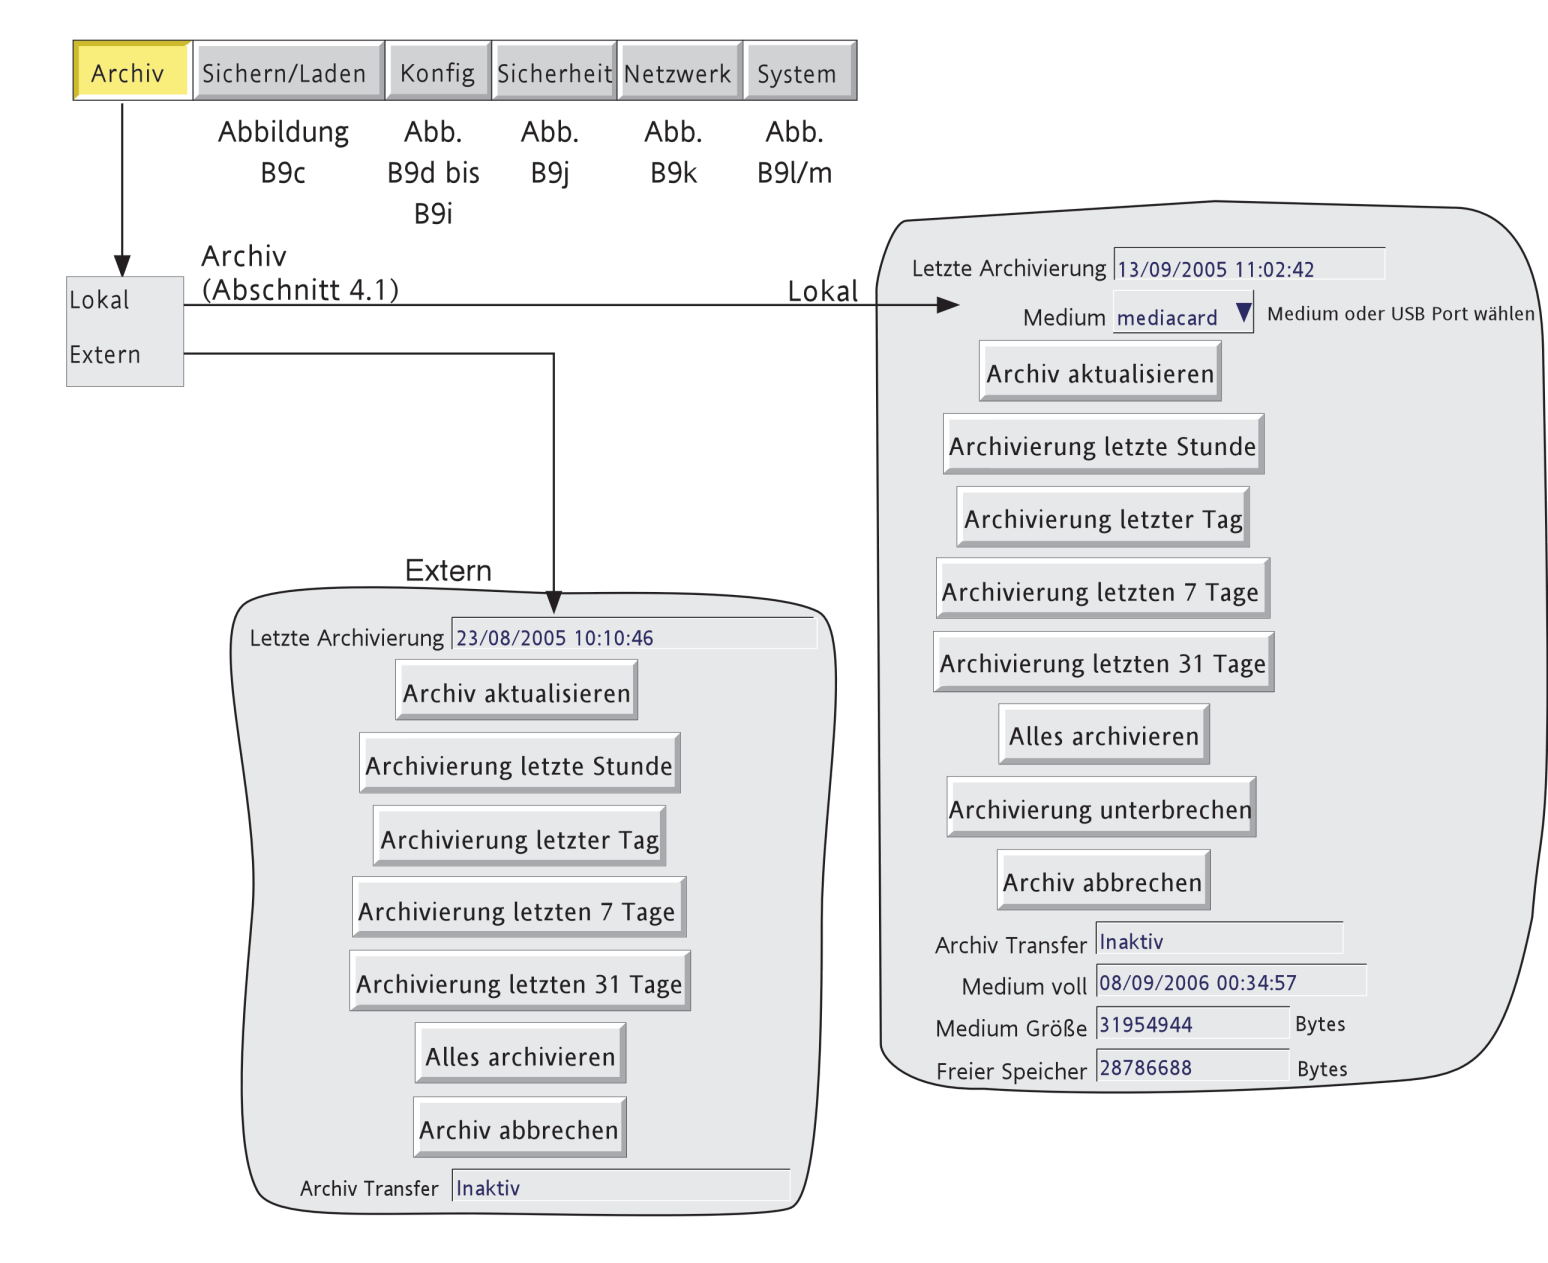 Archiv Sichern/Laden Konfig Sicherheit Netzwerk System
Abbildung B9c
Abb. B9d bis B9i
Abb. B9j
Abb. B9k
Abb. B9l/m
Archiv
(Abschnitt 4.1)
Lokal
Extern
Lokal
Letzte Archivierung 13/09/2005 11:02:42
Medium mediacard Medium oder USB Port wählen
Archiv aktualisieren
Archivierung letzte Stunde
Archivierung letzter Tag
Archivierung letzten 7 Tage
Archivierung letzten 31 Tage
Alles archivieren
Archivierung unterbrechen
Archiv abbrechen
Archiv Transfer Inaktiv
Medium voll 08/09/2006 00:34:57
Medium Größe 31954944 Bytes
Freier Speicher 28786688 Bytes
Extern
Letzte Archivierung 23/08/2005 10:10:46
Archiv aktualisieren
Archivierung letzte Stunde
Archivierung letzter Tag
Archivierung letzten 7 Tage
Archivierung letzten 31 Tage
Alles archivieren
Archiv abbrechen
Archiv Transfer Inaktiv